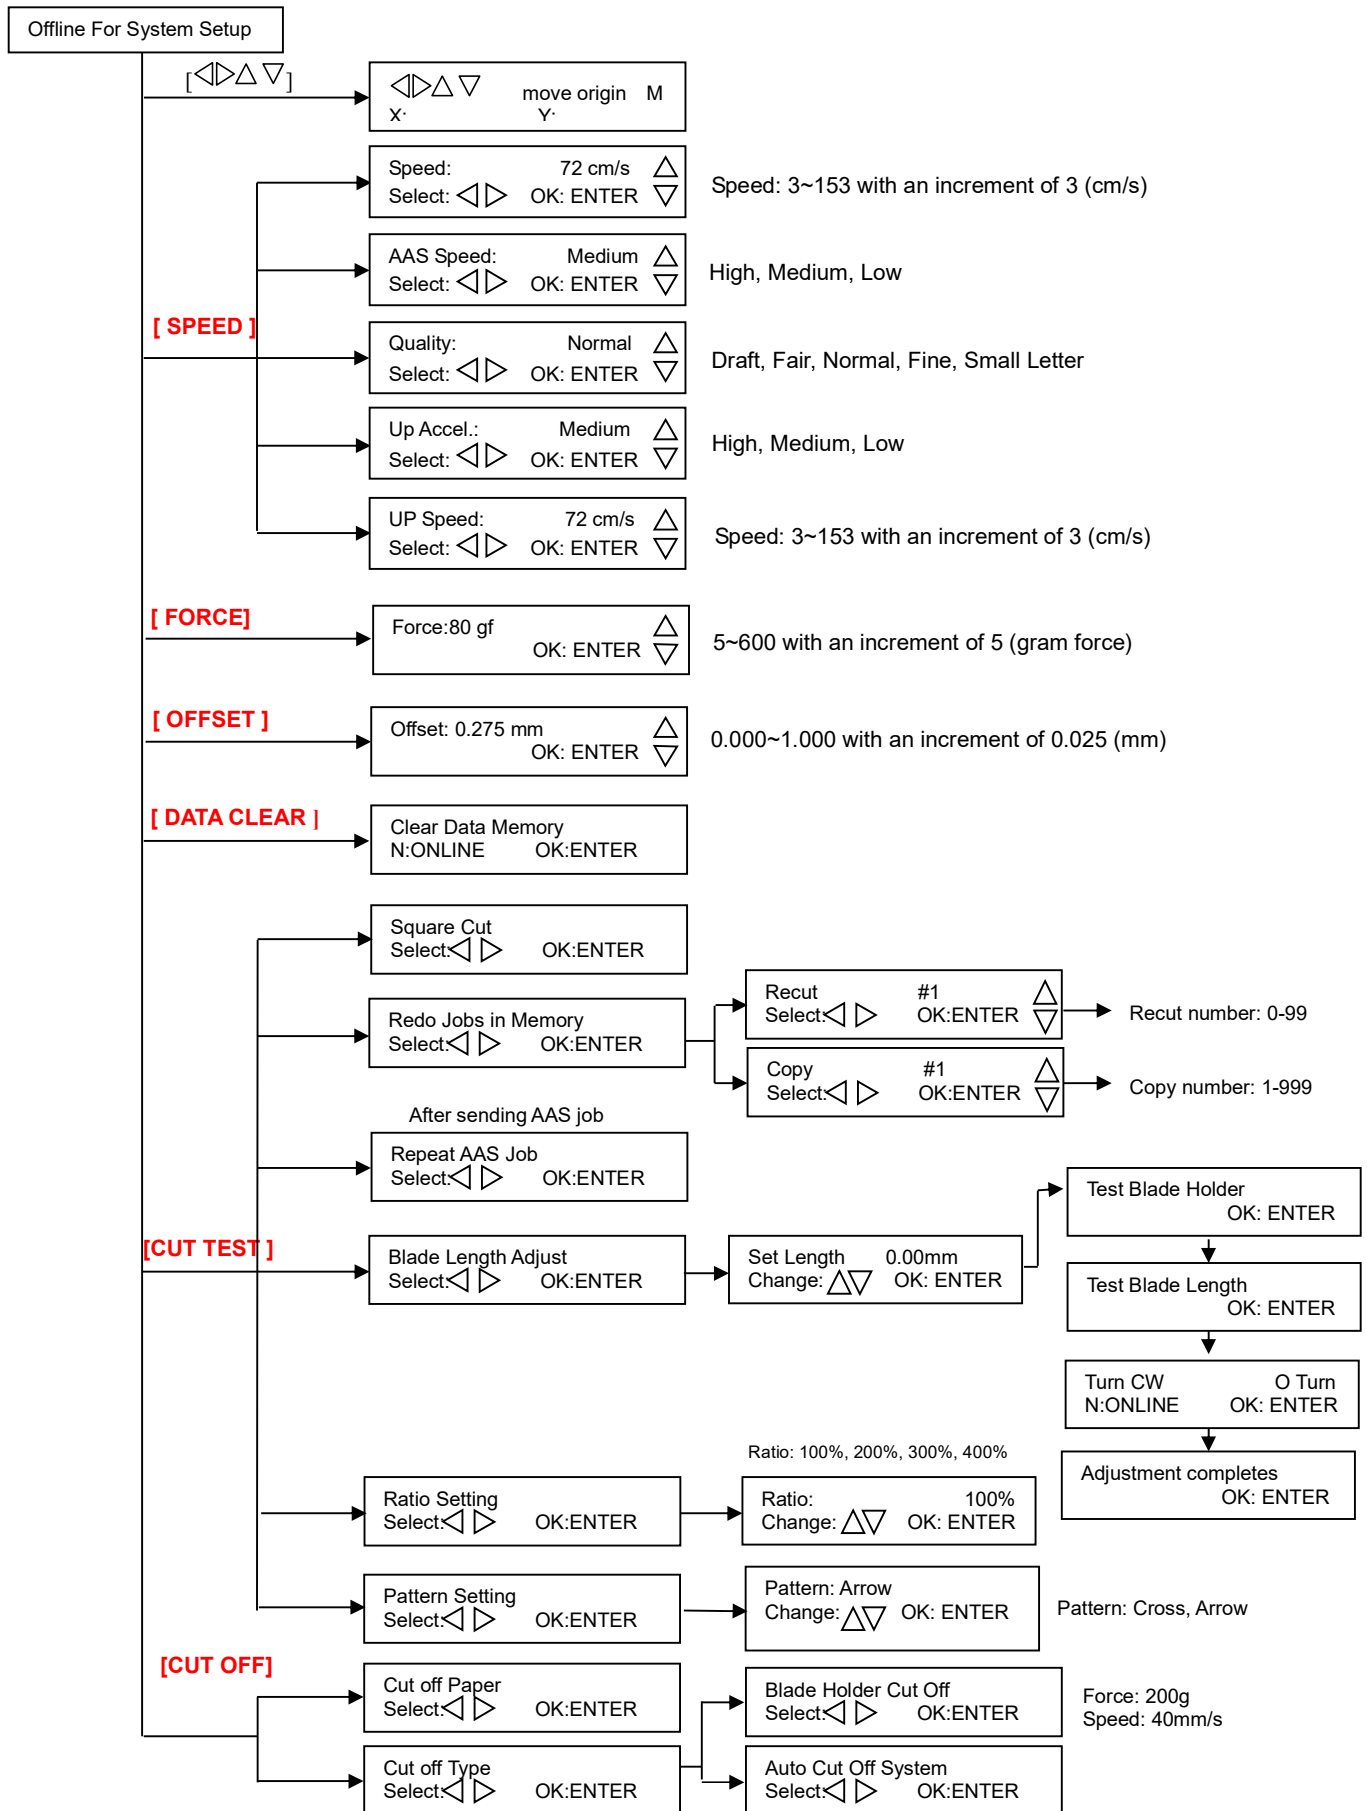 Offline For System Setup
[◁▷△ ▽]
◁▷△ ▽ move origin M
X: Y:
Speed: 72 cm/s △
Select: ◁ ▷ OK: ENTER ▽
Speed: 3~153 with an increment of 3 (cm/s)
AAS Speed: Medium △
Select: ◁ ▷ OK: ENTER ▽
High, Medium, Low
[ SPEED ]
Quality: Normal △
Select: ◁ ▷ OK: ENTER ▽
Draft, Fair, Normal, Fine, Small Letter
Up Accel.: Medium △
Select: ◁ ▷ OK: ENTER ▽
High, Medium, Low
UP Speed: 72 cm/s △
Select: ◁ ▷ OK: ENTER ▽
Speed: 3~153 with an increment of 3 (cm/s)
[ FORCE]
Force:80 gf △
OK: ENTER ▽
5~600 with an increment of 5 (gram force)
[ OFFSET ]
Offset: 0.275 mm △
OK: ENTER ▽
0.000~1.000 with an increment of 0.025 (mm)
[ DATA CLEAR ]
Clear Data Memory
N:ONLINE OK:ENTER
Square Cut
Select:◁ ▷ OK:ENTER
Redo Jobs in Memory
Select:◁ ▷ OK:ENTER
Recut #1 △
Select:◁ ▷ OK:ENTER ▽
Recut number: 0-99
Copy #1 △
Select:◁ ▷ OK:ENTER ▽
Copy number: 1-999
After sending AAS job
Repeat AAS Job
Select:◁ ▷ OK:ENTER
[CUT TEST ]
Blade Length Adjust
Select:◁ ▷ OK:ENTER
Set Length 0.00mm
Change: △▽ OK: ENTER
Test Blade Holder
OK: ENTER
Test Blade Length
OK: ENTER
Turn CW O Turn
N:ONLINE OK: ENTER
Adjustment completes
OK: ENTER
Ratio: 100%, 200%, 300%, 400%
Ratio Setting
Select:◁ ▷ OK:ENTER
Ratio: 100%
Change: △▽ OK: ENTER
Pattern Setting
Select:◁ ▷ OK:ENTER
Pattern: Arrow
Change: △▽ OK: ENTER
Pattern: Cross, Arrow
[CUT OFF]
Cut off Paper
Select:◁ ▷ OK:ENTER
Cut off Type
Select:◁ ▷ OK:ENTER
Blade Holder Cut Off
Select:◁ ▷ OK:ENTER
Force: 200g
Speed: 40mm/s
Auto Cut Off System
Select:◁ ▷ OK:ENTER